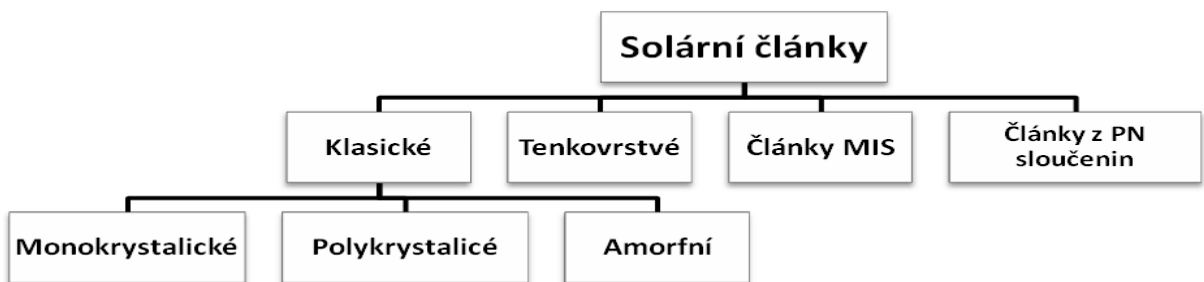 Solární články
Klasické
Tenkovrstvé
Články MIS
Články z PN
sloučenin
Monokrystalické
Polykrystalicé
Amorfní